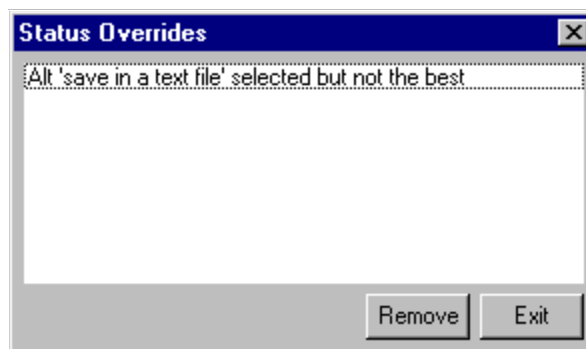 Status Overrides
Alt 'save in a text file' selected but not the best
Remove Exit